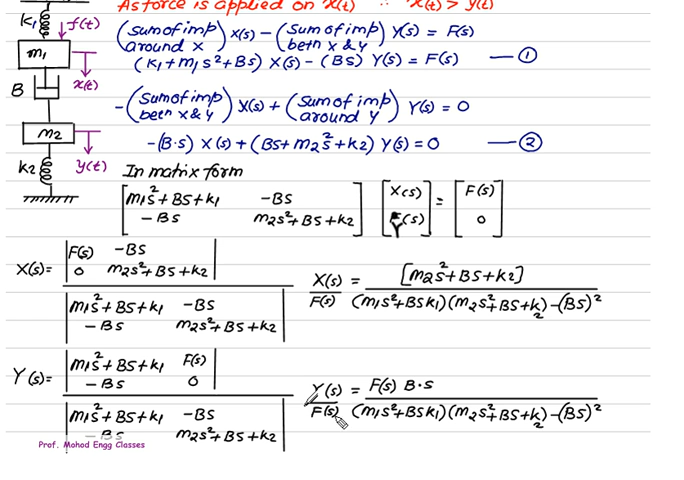 As force is applied on x(t) ∴ x(t) > y(t)
K₁ f(t) (Sum of imp around x) X(s) - (Sum of imp betn x & y) Y(s) = F(s)
m₁ (K₁ + m₁s² + Bs) X(s) - (Bs) Y(s) = F(s) — ①
B x(t)
-(Sum of imp betn x & y) X(s) + (Sum of imp around Y) Y(s) = 0
m₂ -(B·s) X(s) + (Bs + m₂s² + k₂) Y(s) = 0 — ②
k₂ y(t) In matrix form
[m₁s² + Bs + k₁ -Bs] [X(s)] = [F(s)]
[-Bs m₂s² + Bs + k₂] [Y(s)] [0]
X(s) = |F(s) -Bs|
|0 m₂s² + Bs + k₂|
|m₁s² + Bs + k₁ -Bs|
|-Bs m₂s² + Bs + k₂|
X(s)/F(s) = [m₂s² + Bs + k₂] / (m₁s² + Bs k₁)(m₂s² + Bs + k₂) - (Bs)²
Y(s) = |m₁s² + Bs + k₁ F(s)|
|-Bs 0|
|m₁s² + Bs + k₁ -Bs|
|-Bs m₂s² + Bs + k₂|
Y(s)/F(s) = F(s) B·s / (m₁s² + Bs k₁)(m₂s² + Bs + k₂) - (Bs)²
Prof. Mohod Engg Classes